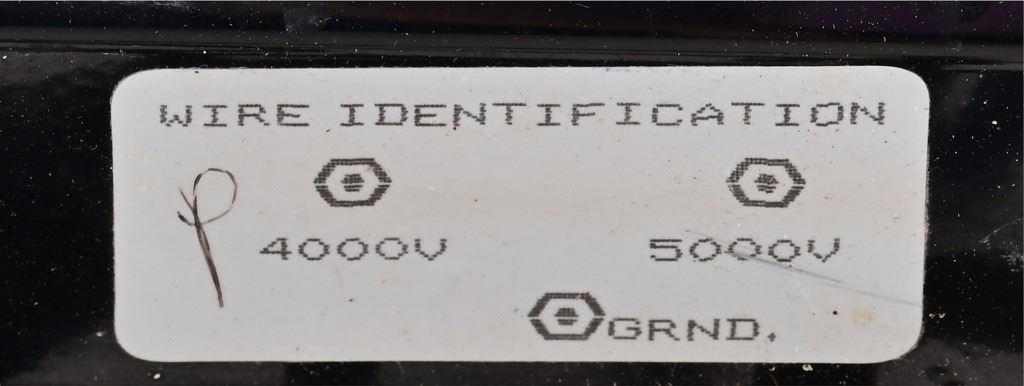 WIRE IDENTIFICATION
4000V 5000V
GRND.